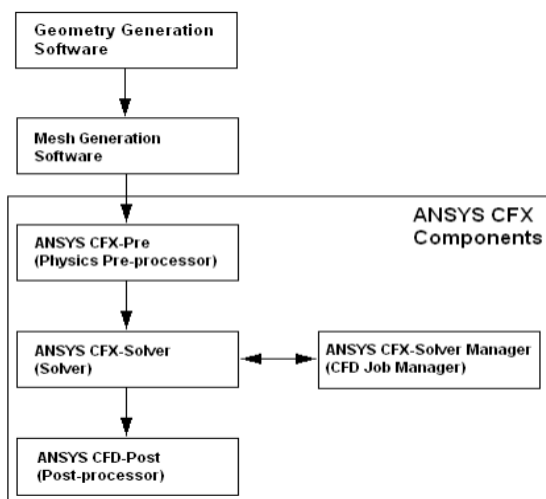 Geometry Generation
Software
Mesh Generation
Software
ANSYS CFX
Components
ANSYS CFX-Pre
(Physics Pre-processor)
ANSYS CFX-Solver
(Solver)
ANSYS CFX-Solver Manager
(CFD Job Manager)
ANSYS CFD-Post
(Post-processor)